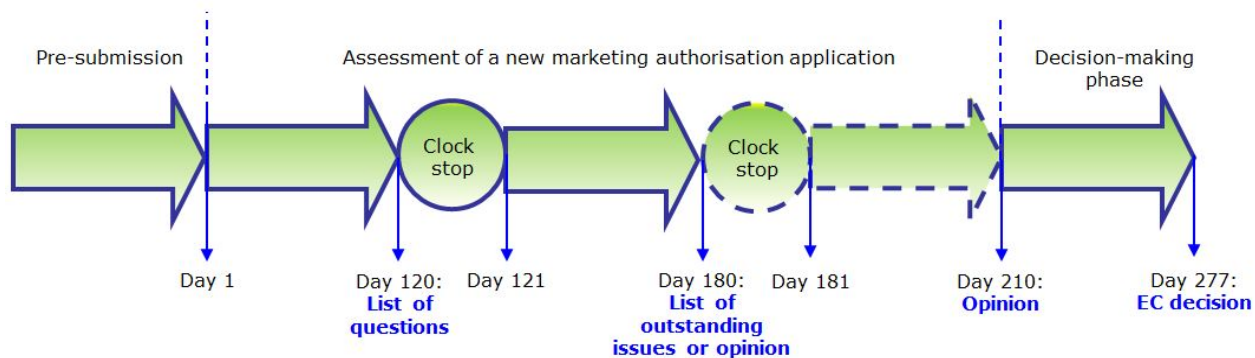 Pre-submission
Assessment of a new marketing authorisation application
Decision-making
phase
Clock
stop
Clock
stop
Day 1
Day 120:
List of
questions
Day 121
Day 180:
List of
outstanding
issues or opinion
Day 181
Day 210:
Opinion
Day 277:
EC decision